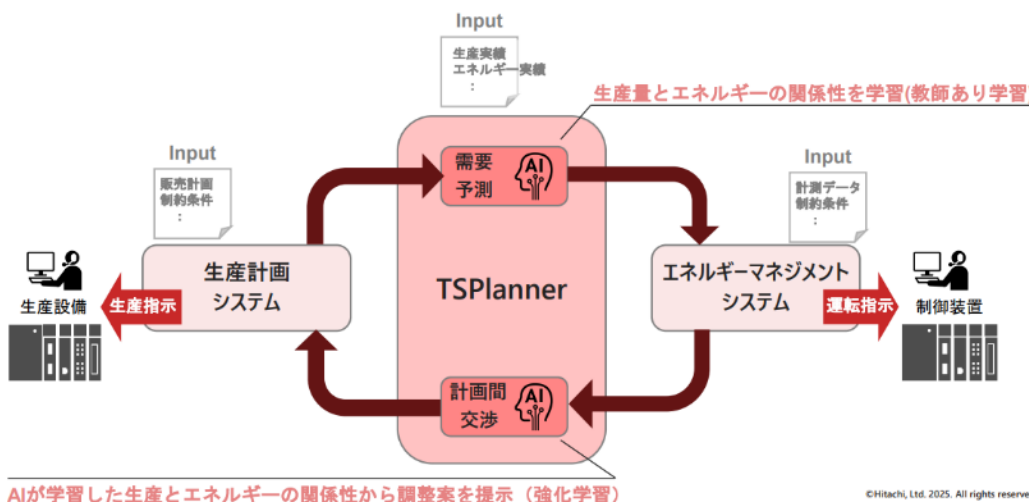 Input
生産実績
エネルギー実績
:
生産量とエネルギーの関係性を学習(教師あり学習
Input
販売計画
制約条件
:
需要
予測
AI
Input
計測データ
制約条件
:
生産設備
生産指示
生産計画
システム
TSPlanner
エネルギーマネジメント
システム
運転指示
制御装置
計画間
交渉
AI
AIが学習した生産とエネルギーの関係性から調整案を提示（強化学習）
©Hitachi, Ltd. 2025. All rights reserve